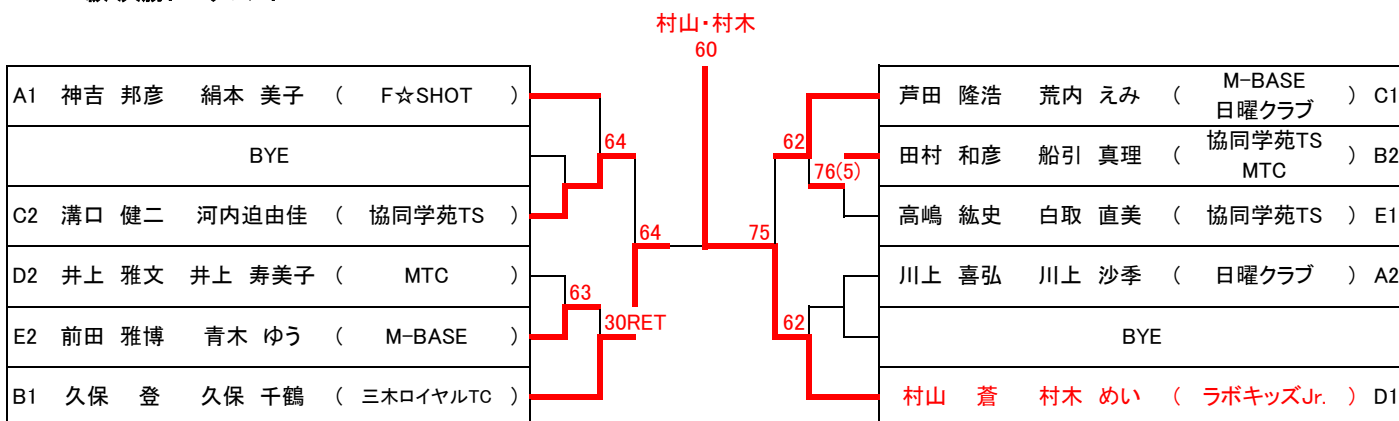 村山・村木
60
A1 神吉 邦彦 絹本 美子 ( F☆SHOT )
BYE
64
C2 溝口 健二 河内迫由佳 ( 協同学苑TS )
64
D2 井上 雅文 井上 寿美子 ( MTC )
63
E2 前田 雅博 青木 ゆう ( M-BASE )
30RET
B1 久保 登 久保 千鶴 ( 三木ロイヤルTC )
芦田 隆浩 荒内 えみ ( M-BASE 日曜クラブ ) C1
62
田村 和彦 船引 真理 ( 協同学苑TS MTC ) B2
76(5)
高嶋 紘史 白取 直美 ( 協同学苑TS ) E1
75
川上 喜弘 川上 沙季 ( 日曜クラブ ) A2
62
BYE
村山 蒼 村木 めい ( ラボキッズJr. ) D1